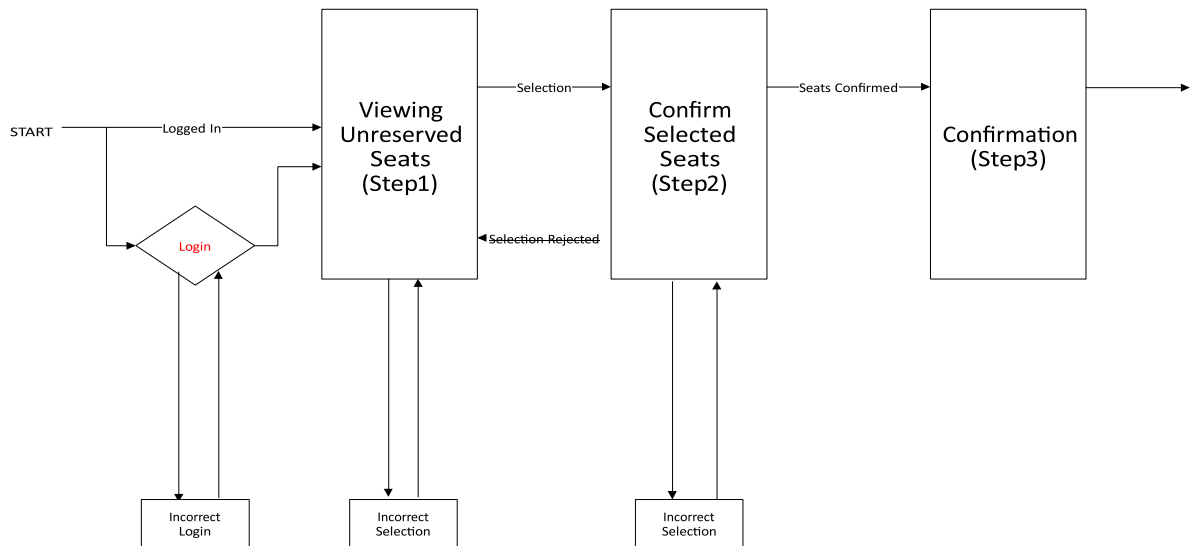 START
Logged In
Login
Viewing
Unreserved
Seats
(Step1)
Selection
Selection Rejected
Confirm
Selected
Seats
(Step2)
Seats Confirmed
Confirmation
(Step3)
Incorrect
Login
Incorrect
Selection
Incorrect
Selection